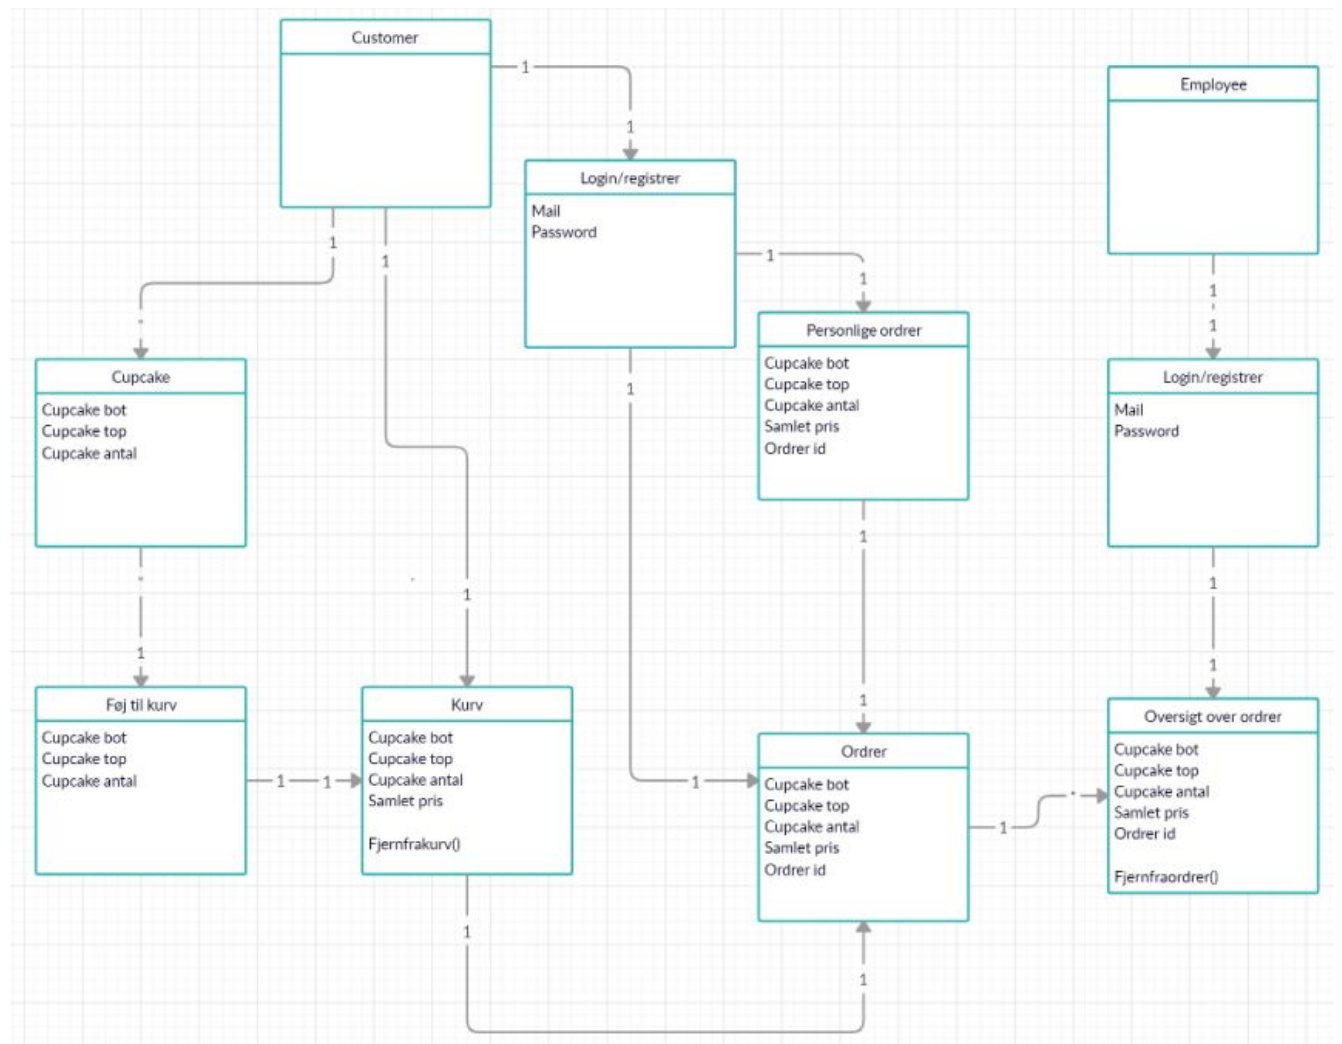 Customer
1
1
Employee
Login/registrer
Mail
Password
1
1
1
*
1
1
1
1
Personlige ordrer
Cupcake bot
Cupcake top
Cupcake antal
Samlet pris
Ordrer id
Cupcake
Cupcake bot
Cupcake top
Cupcake antal
Login/registrer
Mail
Password
1
1
1
*
1
1
1
1
1
Føj til kurv
Cupcake bot
Cupcake top
Cupcake antal
1
1
Kurv
Cupcake bot
Cupcake top
Cupcake antal
Samlet pris
Fjernfrakurv()
1
Ordrer
Cupcake bot
Cupcake top
Cupcake antal
Samlet pris
Ordrer id
1
*
Oversigt over ordrer
Cupcake bot
Cupcake top
Cupcake antal
Samlet pris
Ordrer id
Fjernfraordrer()
1
1